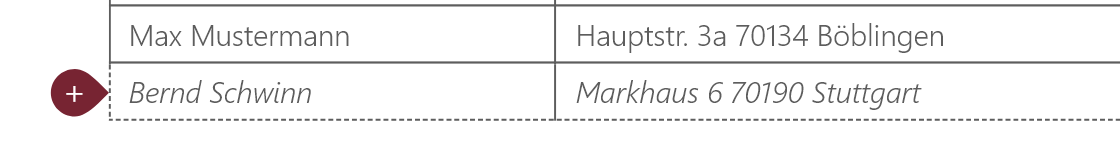 Max Mustermann Hauptstr. 3a 70134 Böblingen
+ Bernd Schwinn Markhaus 6 70190 Stuttgart